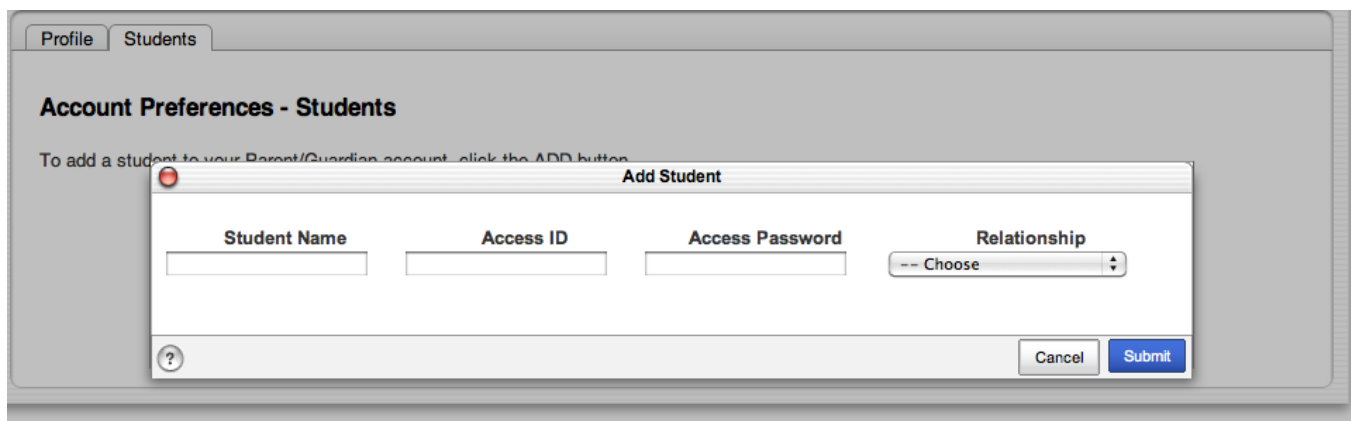 Profile Students
Account Preferences - Students
To add a student to your Parent/Guardian account, click the ADD button
Add Student
Student Name Access ID Access Password Relationship
-- Choose
? Cancel Submit